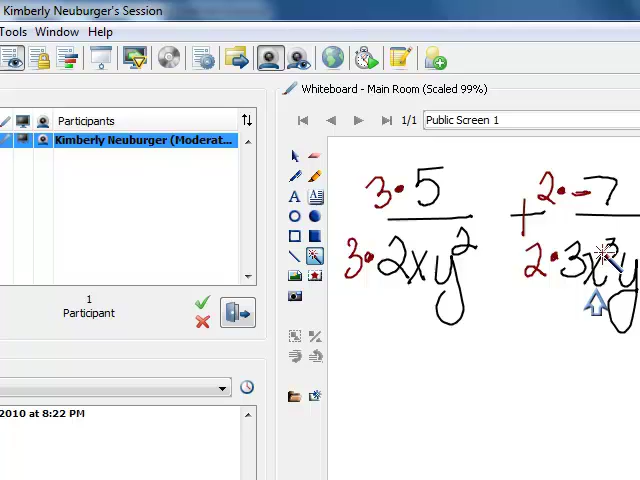 Kimberly Neuburger's Session
Tools Window Help
Participants
Kimberly Neuburger (Moderat...
1
Participant
2010 at 8:22 PM
Whiteboard - Main Room (Scaled 99%)
1/1 Public Screen 1
3·5 + 2·-7
3·2xy² 2·3x³y